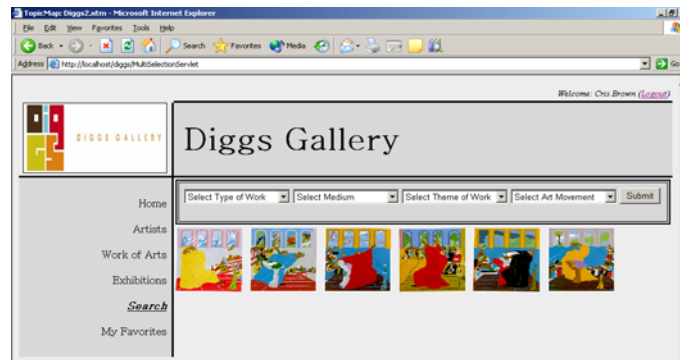 TopicMap: Diggs2.xtm - Microsoft Internet Explorer
File Edit View Favorites Tools Help
Back Search Favorites Media
Address http://localhost/diggs/MultiSelectionServlet Go
Welcome: Cris Brown (Logout)
DiGGS
DIGGS GALLERY
Diggs Gallery
Select Type of Work Select Medium Select Theme of Work Select Art Movement Submit
Home
Artists
Work of Arts
Exhibitions
Search
My Favorites